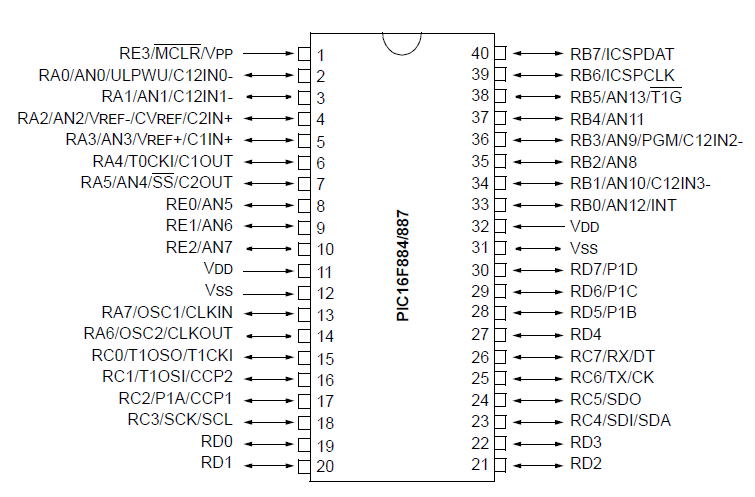 RE3/MCLR/VPP 1 40 RB7/ICSPDAT
RA0/AN0/ULPWU/C12IN0- 2 39 RB6/ICSPCLK
RA1/AN1/C12IN1- 3 38 RB5/AN13/T1G
RA2/AN2/VREF-/CVREF/C2IN+ 4 37 RB4/AN11
RA3/AN3/VREF+/C1IN+ 5 36 RB3/AN9/PGM/C12IN2-
RA4/T0CKI/C1OUT 6 35 RB2/AN8
RA5/AN4/SS/C2OUT 7 34 RB1/AN10/C12IN3-
RE0/AN5 8 33 RB0/AN12/INT
RE1/AN6 9 32 VDD
RE2/AN7 10 31 VSS
VDD 11 30 RD7/P1D
VSS 12 29 RD6/P1C
RA7/OSC1/CLKIN 13 28 RD5/P1B
RA6/OSC2/CLKOUT 14 27 RD4
RC0/T1OSO/T1CKI 15 26 RC7/RX/DT
RC1/T1OSI/CCP2 16 25 RC6/TX/CK
RC2/P1A/CCP1 17 24 RC5/SDO
RC3/SCK/SCL 18 23 RC4/SDI/SDA
RD0 19 22 RD3
RD1 20 21 RD2
PIC16F884/887